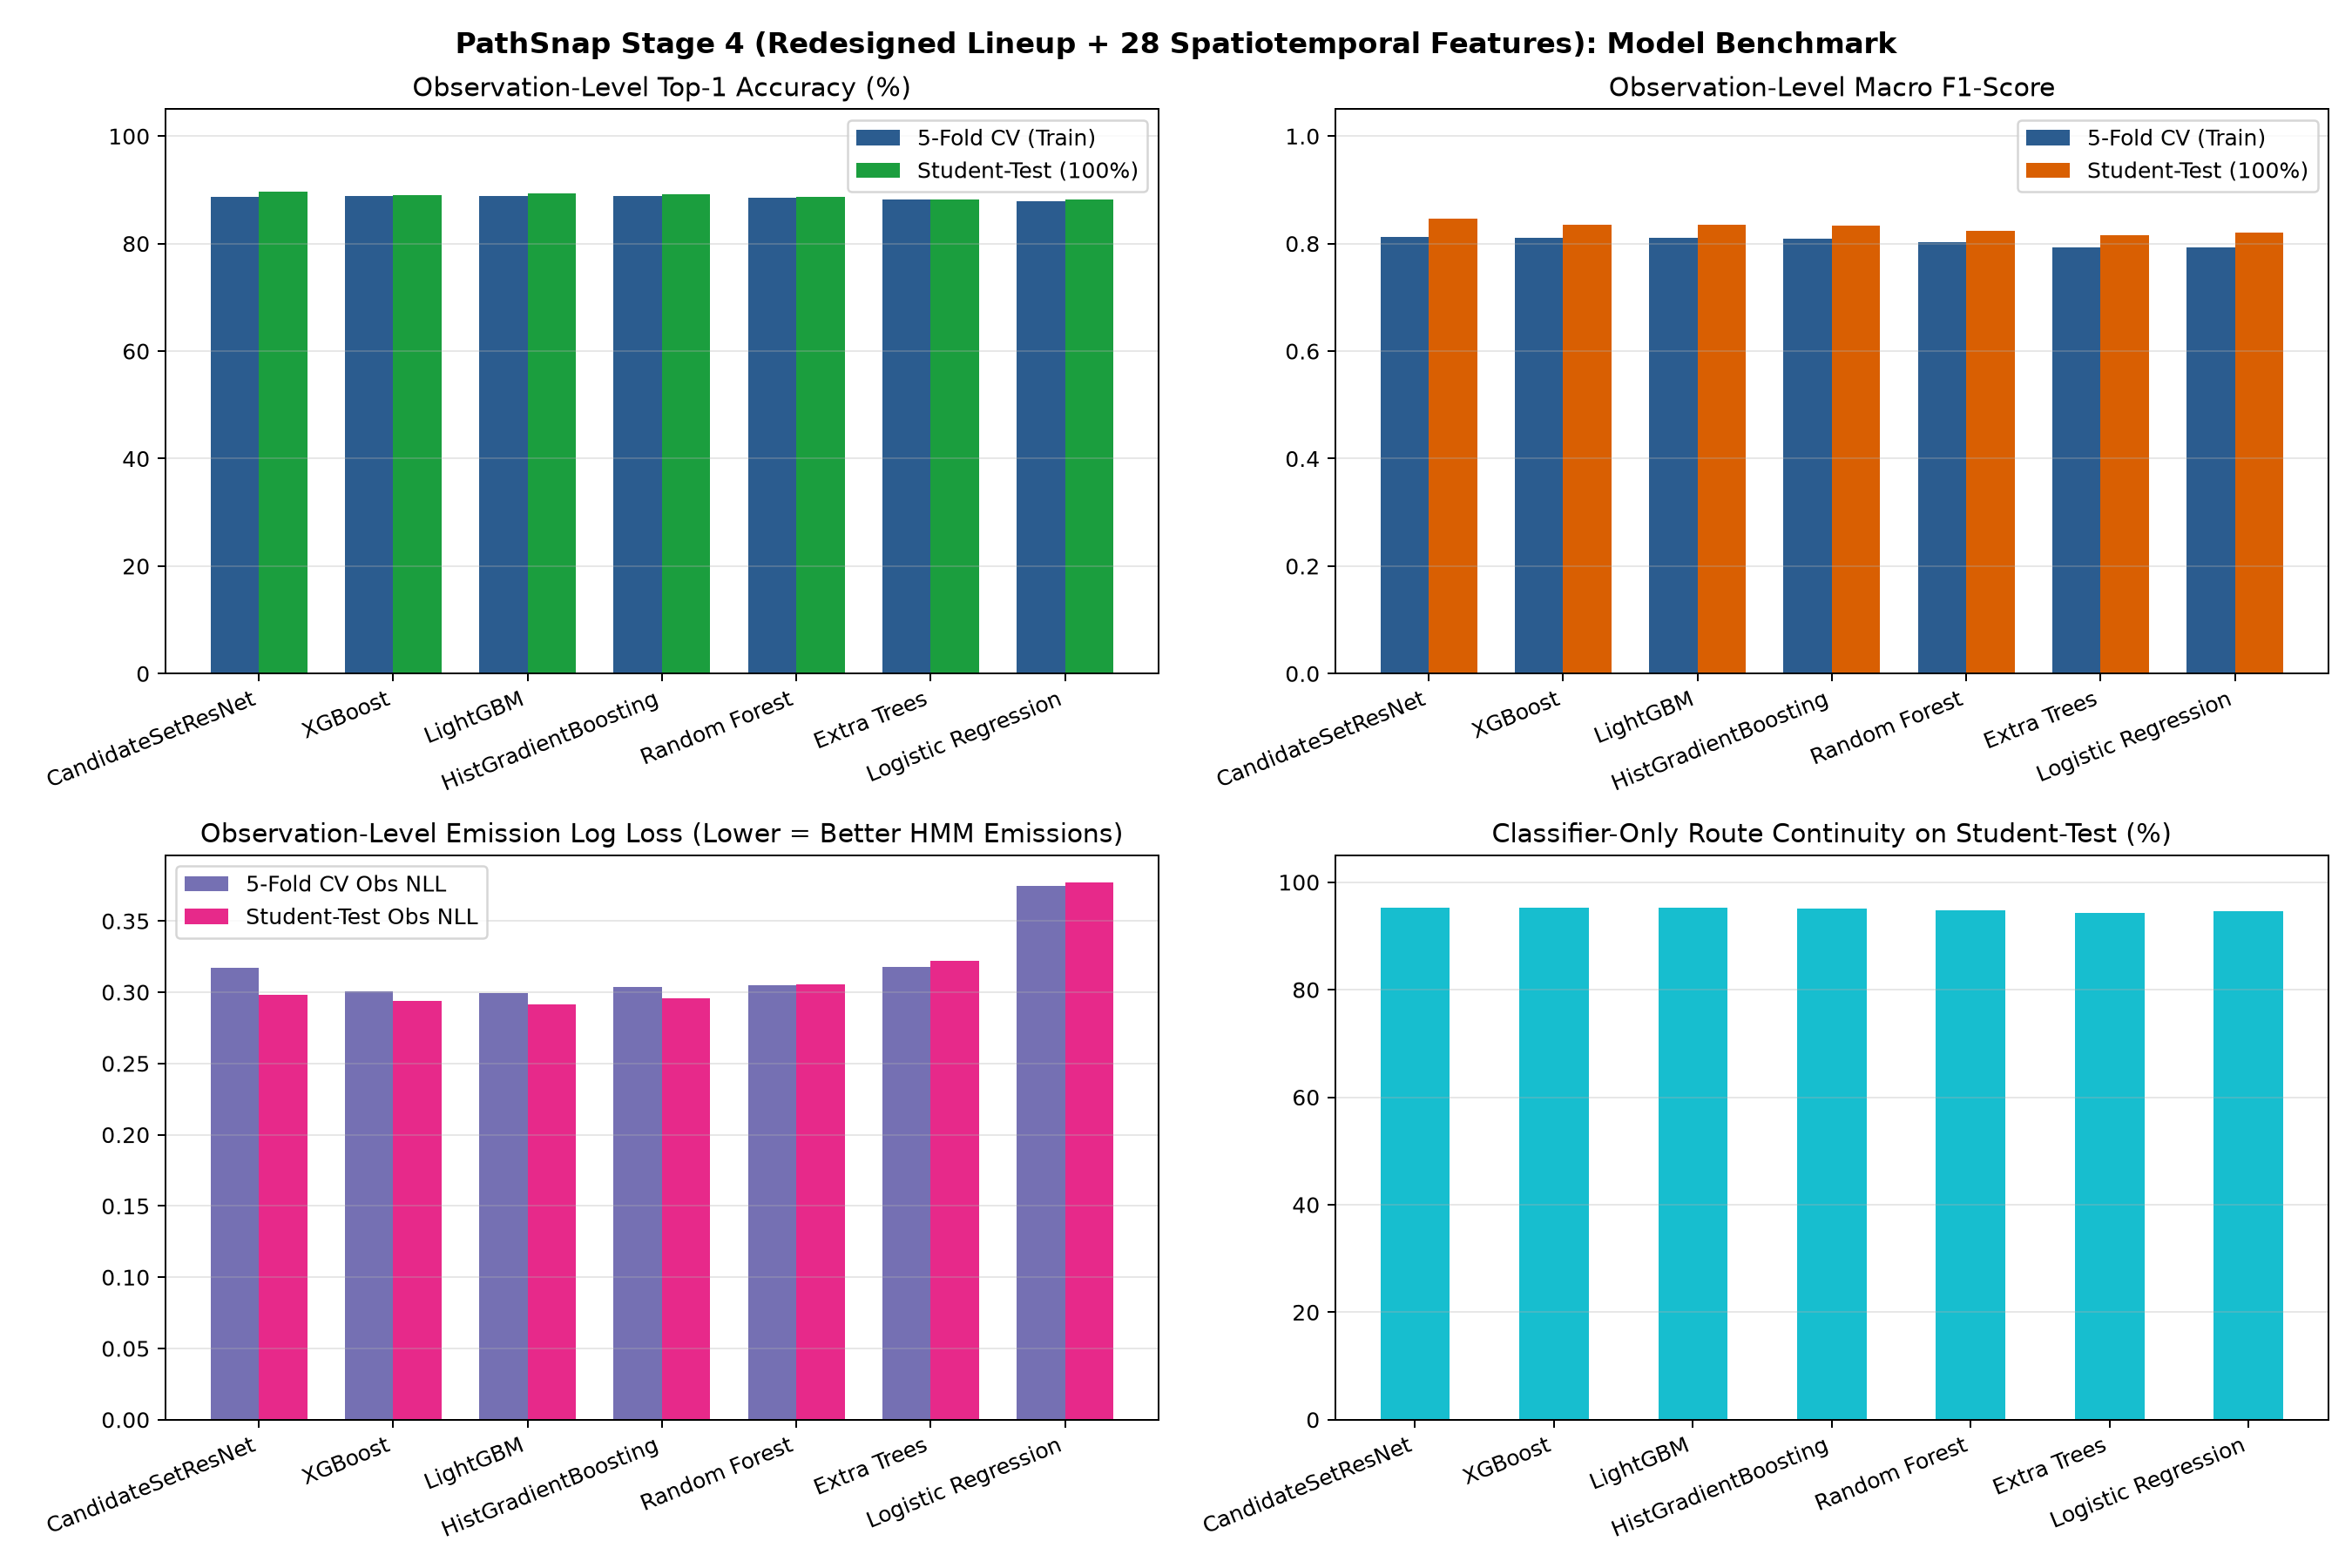 PathSnap Stage 4 (Redesigned Lineup + 28 Spatiotemporal Features): Model Benchmark
Observation-Level Top-1 Accuracy (%)
100
80
60
40
20
0
5-Fold CV (Train)
Student-Test (100%)
CandidateSetResNet
XGBoost
LightGBM
HistGradientBoosting
Random Forest
Extra Trees
Logistic Regression
Observation-Level Macro F1-Score
1.0
0.8
0.6
0.4
0.2
0.0
5-Fold CV (Train)
Student-Test (100%)
CandidateSetResNet
XGBoost
LightGBM
HistGradientBoosting
Random Forest
Extra Trees
Logistic Regression
Observation-Level Emission Log Loss (Lower = Better HMM Emissions)
0.35
0.30
0.25
0.20
0.15
0.10
0.05
0.00
5-Fold CV Obs NLL
Student-Test Obs NLL
CandidateSetResNet
XGBoost
LightGBM
HistGradientBoosting
Random Forest
Extra Trees
Logistic Regression
Classifier-Only Route Continuity on Student-Test (%)
100
80
60
40
20
0
CandidateSetResNet
XGBoost
LightGBM
HistGradientBoosting
Random Forest
Extra Trees
Logistic Regression